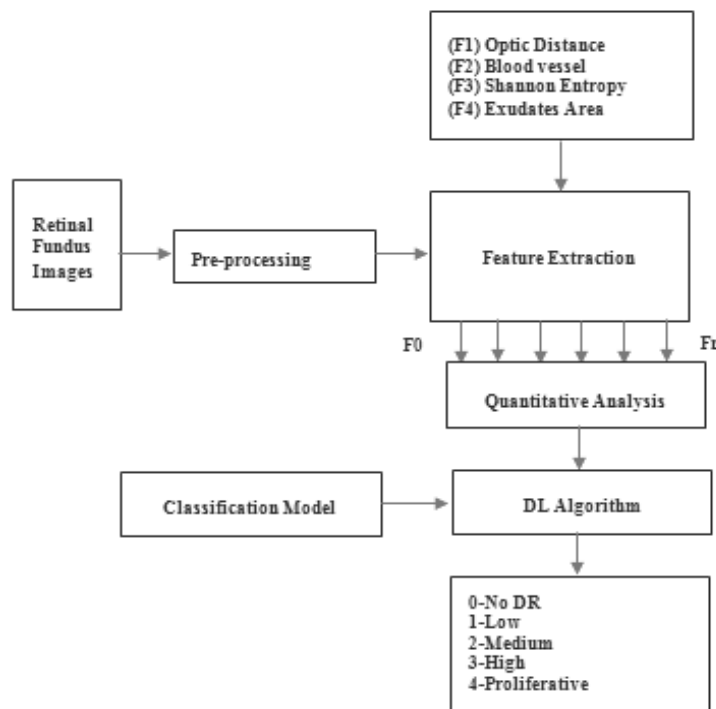 (F1) Optic Distance
(F2) Blood vessel
(F3) Shannon Entropy
(F4) Exudates Area
Retinal
Fundus
Images
Pre-processing
Feature Extraction
F0
Quantitative Analysis
Classification Model
DL Algorithm
0-No DR
1-Low
2-Medium
3-High
4-Proliferative